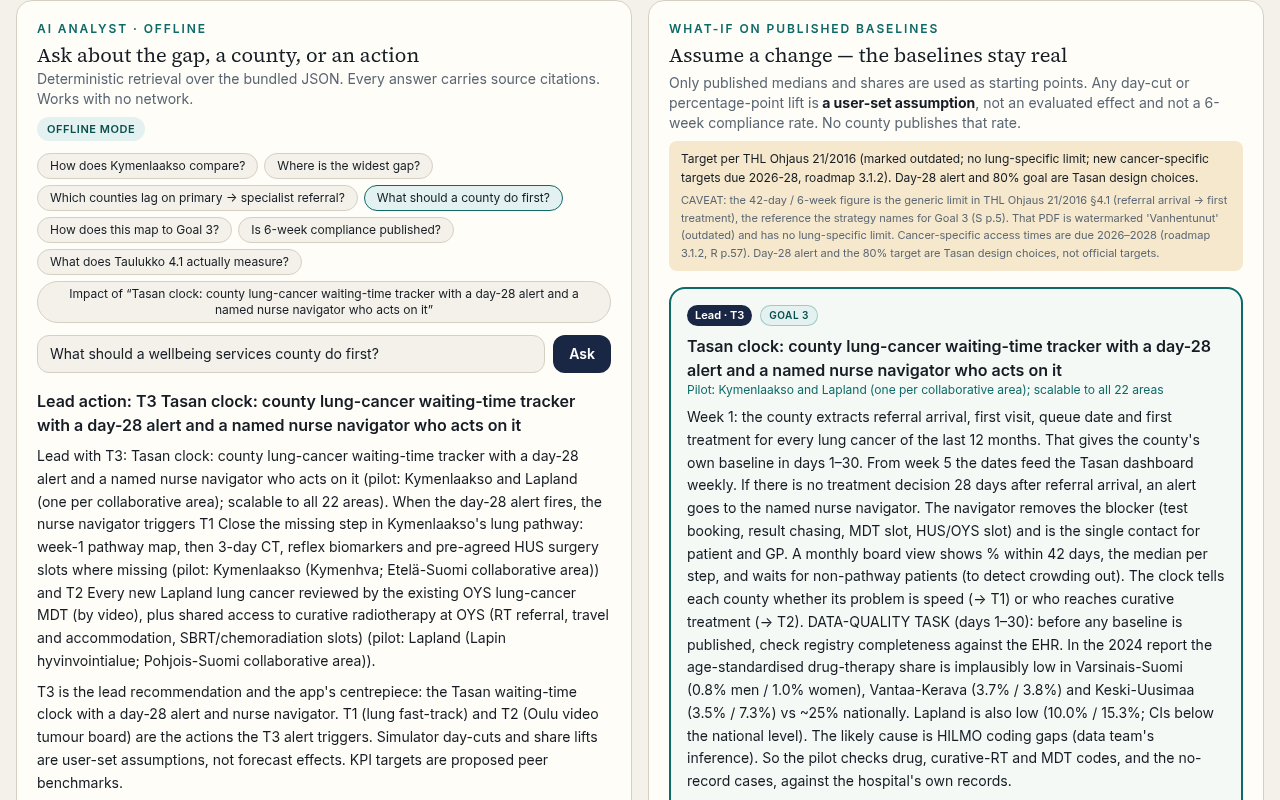 AI ANALYST · OFFLINE
Ask about the gap, a county, or an action
Deterministic retrieval over the bundled JSON. Every answer carries source citations.
Works with no network.
OFFLINE MODE
How does Kymenlaakso compare?
Where is the widest gap?
Which counties lag on primary → specialist referral?
What should a county do first?
How does this map to Goal 3?
Is 6-week compliance published?
What does Taulukko 4.1 actually measure?
Impact of “Tasan clock: county lung-cancer waiting-time tracker with a day-28 alert and a
named nurse navigator who acts on it”
What should a wellbeing services county do first?
Ask
Lead action: T3 Tasan clock: county lung-cancer waiting-time tracker
with a day-28 alert and a named nurse navigator who acts on it
Lead with T3: Tasan clock: county lung-cancer waiting-time tracker with a day-28
alert and a named nurse navigator who acts on it (pilot: Kymenlaakso and Lapland
(one per collaborative area); scalable to all 22 areas). When the day-28 alert fires, the
nurse navigator triggers T1 Close the missing step in Kymenlaakso's lung pathway:
week-1 pathway map, then 3-day CT, reflex biomarkers and pre-agreed HUS surgery
slots where missing (pilot: Kymenlaakso (Kymenhva; Etelä-Suomi collaborative area))
and T2 Every new Lapland lung cancer reviewed by the existing OYS lung-cancer
MDT (by video), plus shared access to curative radiotherapy at OYS (RT referral, travel
and accommodation, SBRT/chemoradiation slots) (pilot: Lapland (Lapin
hyvinvointialue; Pohjois-Suomi collaborative area)).
T3 is the lead recommendation and the app's centrepiece: the Tasan waiting-time
clock with a day-28 alert and nurse navigator. T1 (lung fast-track) and T2 (Oulu video
tumour board) are the actions the T3 alert triggers. Simulator day-cuts and share lifts
are user-set assumptions, not forecast effects. KPI targets are proposed peer
benchmarks.
WHAT-IF ON PUBLISHED BASELINES
Assume a change — the baselines stay real
Only published medians and shares are used as starting points. Any day-cut or
percentage-point lift is a user-set assumption, not an evaluated effect and not a 6-
week compliance rate. No county publishes that rate.
Target per THL Ohjaus 21/2016 (marked outdated; no lung-specific limit; new cancer-specific
targets due 2026-28, roadmap 3.1.2). Day-28 alert and 80% goal are Tasan design choices.
CAVEAT: the 42-day / 6-week figure is the generic limit in THL Ohjaus 21/2016 §4.1 (referral arrival → first
treatment), the reference the strategy names for Goal 3 (S p.5). That PDF is watermarked 'Vanhentunut'
(outdated) and has no lung-specific limit. Cancer-specific access times are due 2026–2028 (roadmap
3.1.2, R p.57). Day-28 alert and the 80% target are Tasan design choices, not official targets.
Lead · T3
GOAL 3
Tasan clock: county lung-cancer waiting-time tracker with a day-28
alert and a named nurse navigator who acts on it
Pilot: Kymenlaakso and Lapland (one per collaborative area); scalable to all 22 areas
Week 1: the county extracts referral arrival, first visit, queue date and first
treatment for every lung cancer of the last 12 months. That gives the county's
own baseline in days 1–30. From week 5 the dates feed the Tasan dashboard
weekly. If there is no treatment decision 28 days after referral arrival, an alert
goes to the named nurse navigator. The navigator removes the blocker (test
booking, result chasing, MDT slot, HUS/OYS slot) and is the single contact for
patient and GP. A monthly board view shows % within 42 days, the median per
step, and waits for non-pathway patients (to detect crowding out). The clock tells
each county whether its problem is speed (→ T1) or who reaches curative
treatment (→ T2). DATA-QUALITY TASK (days 1–30): before any baseline is
published, check registry completeness against the EHR. In the 2024 report the
age-standardised drug-therapy share is implausibly low in Varsinais-Suomi
(0.8% men / 1.0% women), Vantaa-Kerava (3.7% / 3.8%) and Keski-Uusimaa
(3.5% / 7.3%) vs ~25% nationally. Lapland is also low (10.0% / 15.3%; CIs below
the national level). The likely cause is HILMO coding gaps (data team's
inference). So the pilot checks drug, curative-RT and MDT codes, and the no-
record cases, against the hospital's own records.